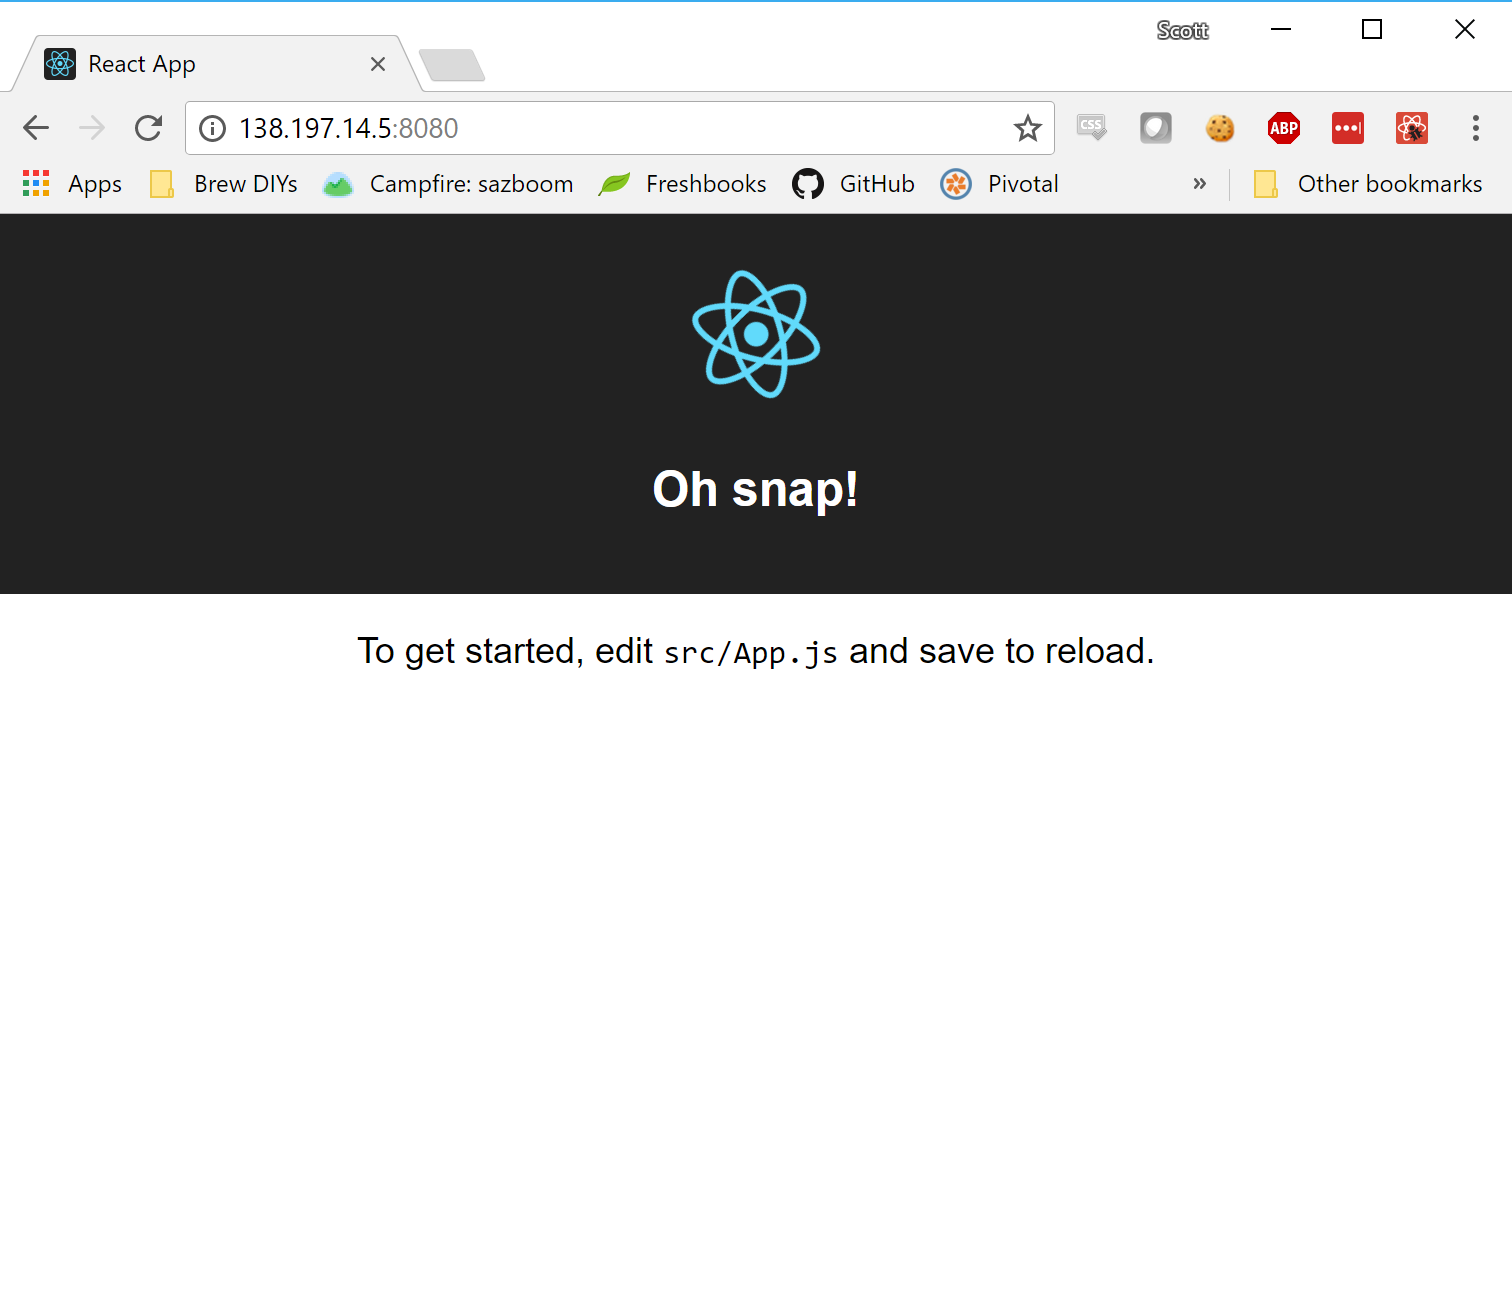 Scott
React App
138.197.14.5:8080
CSS
ABP
Apps
Brew DIYs
Campfire: sazboom
Freshbooks
GitHub
Pivotal
»
Other bookmarks
Oh snap!
To get started, edit src/App.js and save to reload.